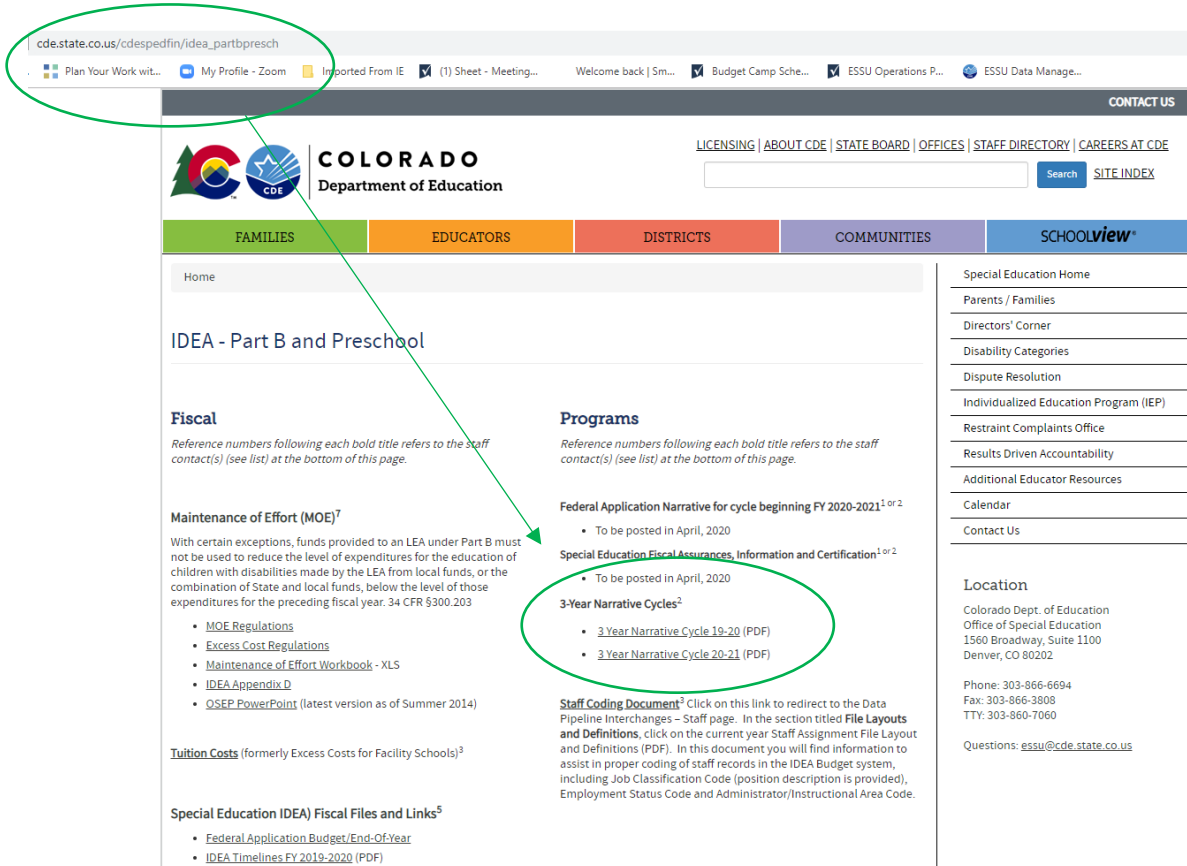 cde.state.co.us/cdespedfin/idea_partbpresch
Plan Your Work wit...
My Profile - Zoom
Imported From IE
(1) Sheet - Meeting...
Welcome back | Sm...
Budget Camp Sche...
ESSU Operations P...
ESSU Data Manage...
CONTACT US
CDE
COLORADO
Department of Education
TM
LICENSING | ABOUT CDE | STATE BOARD | OFFICES | STAFF DIRECTORY | CAREERS AT CDE
Search
SITE INDEX
FAMILIES
EDUCATORS
DISTRICTS
COMMUNITIES
SCHOOLVIEW®
Home
IDEA - Part B and Preschool
Fiscal
Reference numbers following each bold title refers to the staff
contact(s) (see list) at the bottom of this page.
Maintenance of Effort (MOE)7
With certain exceptions, funds provided to an LEA under Part B must
not be used to reduce the level of expenditures for the education of
children with disabilities made by the LEA from local funds, or the
combination of State and local funds, below the level of those
expenditures for the preceding fiscal year. 34 CFR §300.203
• MOE Regulations
• Excess Cost Regulations
• Maintenance of Effort Workbook - XLS
• IDEA Appendix D
• OSEP PowerPoint (latest version as of Summer 2014)
Tuition Costs (formerly Excess Costs for Facility Schools)3
Special Education IDEA) Fiscal Files and Links5
• Federal Application Budget/End-Of-Year
• IDEA Timelines FY 2019-2020 (PDF)
Programs
Reference numbers following each bold title refers to the staff
contact(s) (see list) at the bottom of this page.
Federal Application Narrative for cycle beginning FY 2020-20211 or 2
• To be posted in April, 2020
Special Education Fiscal Assurances, Information and Certification1 or 2
• To be posted in April, 2020
3-Year Narrative Cycles2
• 3 Year Narrative Cycle 19-20 (PDF)
• 3 Year Narrative Cycle 20-21 (PDF)
Staff Coding Document3 Click on this link to redirect to the Data
Pipeline Interchanges – Staff page. In the section titled File Layouts
and Definitions, click on the current year Staff Assignment File Layout
and Definitions (PDF). In this document you will find information to
assist in proper coding of staff records in the IDEA Budget system,
including Job Classification Code (position description is provided),
Employment Status Code and Administrator/Instructional Area Code.
Special Education Home
Parents / Families
Directors' Corner
Disability Categories
Dispute Resolution
Individualized Education Program (IEP)
Restraint Complaints Office
Results Driven Accountability
Additional Educator Resources
Calendar
Contact Us
Location
Colorado Dept. of Education
Office of Special Education
1560 Broadway, Suite 1100
Denver, CO 80202
Phone: 303-866-6694
Fax: 303-866-3808
TTY: 303-860-7060
Questions: essu@cde.state.co.us